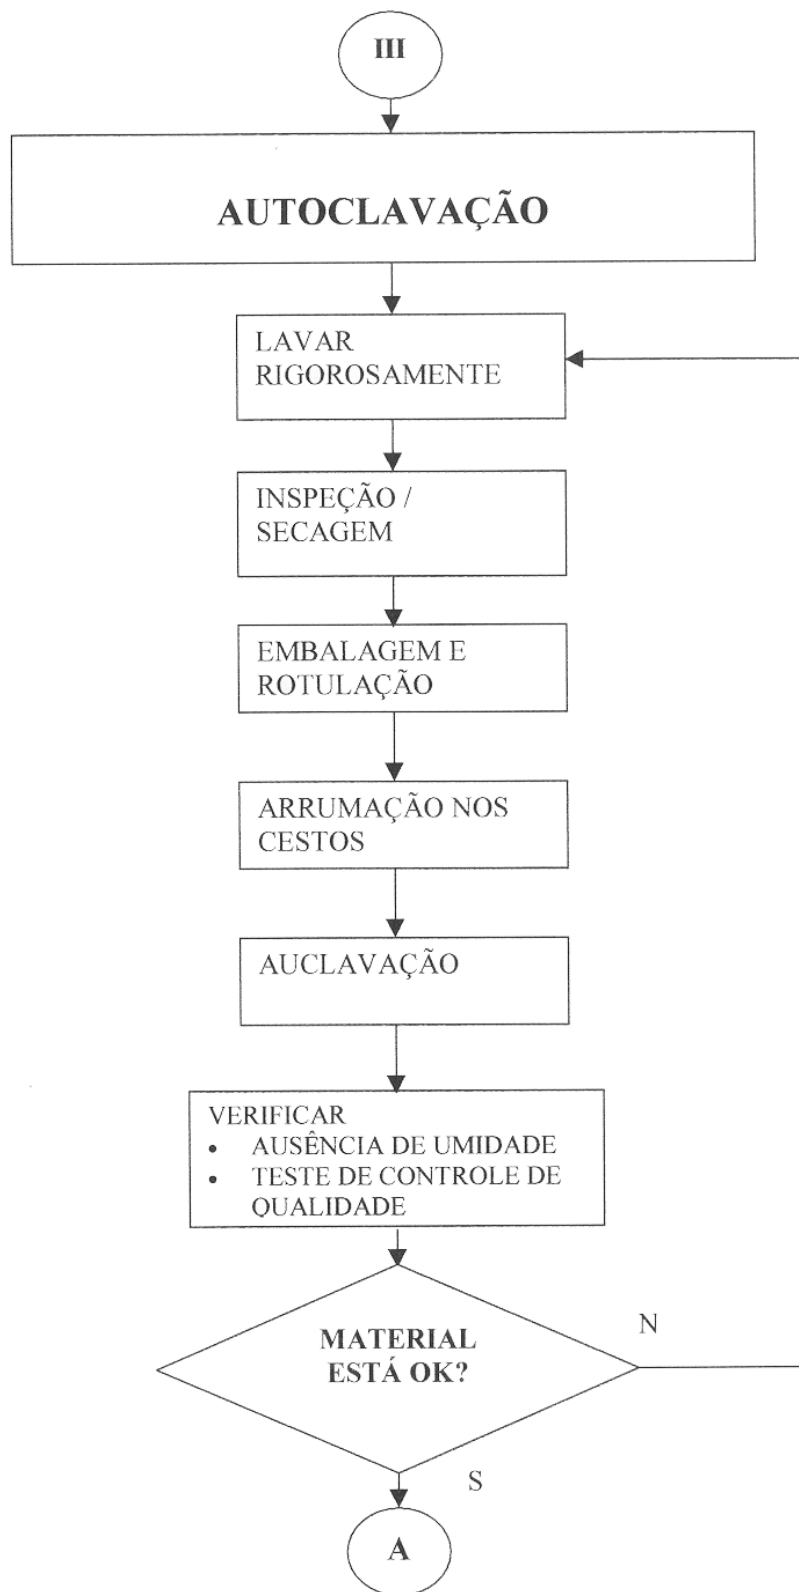 III
AUTOCLAVAÇÃO
LAVAR
RIGOROSAMENTE
INSPEÇÃO /
SECAGEM
EMBALAGEM E
ROTULAÇÃO
ARRUMAÇÃO NOS
CESTOS
AUCLAVAÇÃO
VERIFICAR
• AUSÊNCIA DE UMIDADE
• TESTE DE CONTROLE DE
QUALIDADE
MATERIAL
ESTÁ OK?
N
S
A